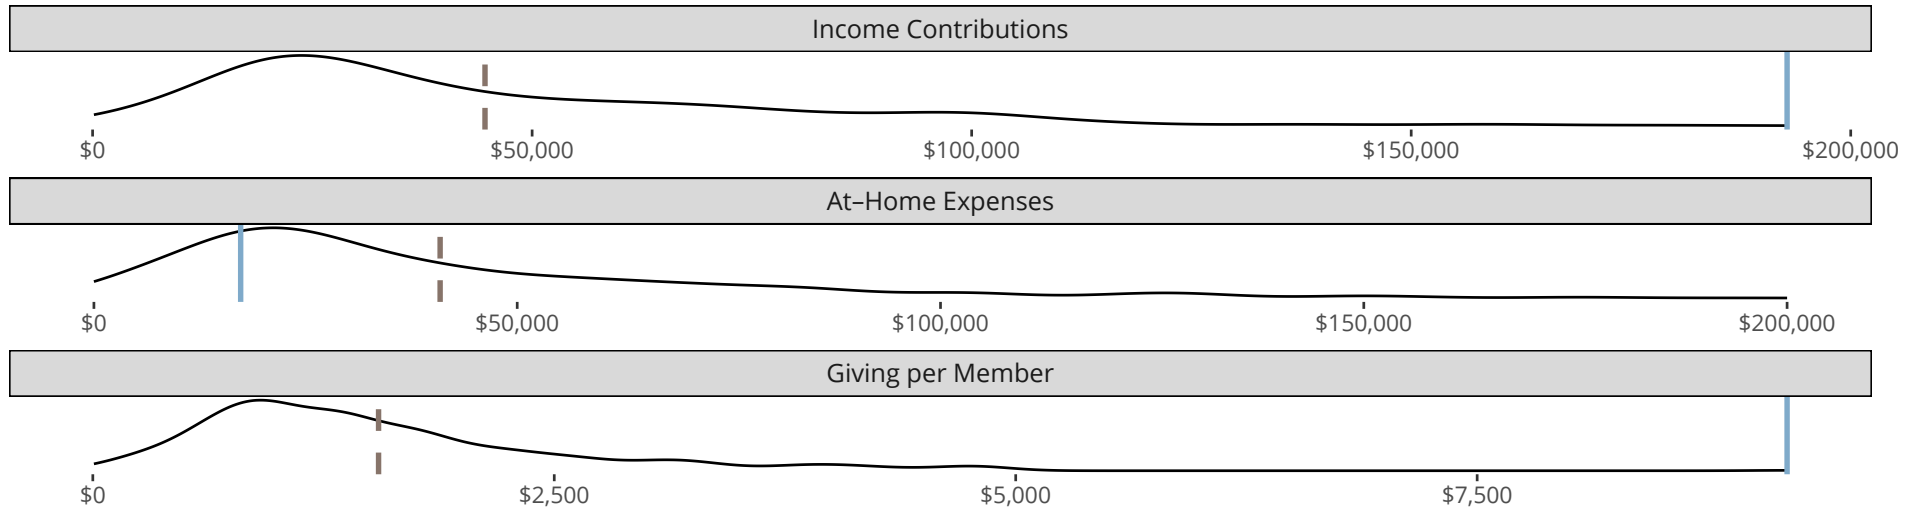 Income Contributions
$0 $50,000 $100,000 $150,000 $200,000
At–Home Expenses
$0 $50,000 $100,000 $150,000 $200,000
Giving per Member
$0 $2,500 $5,000 $7,500